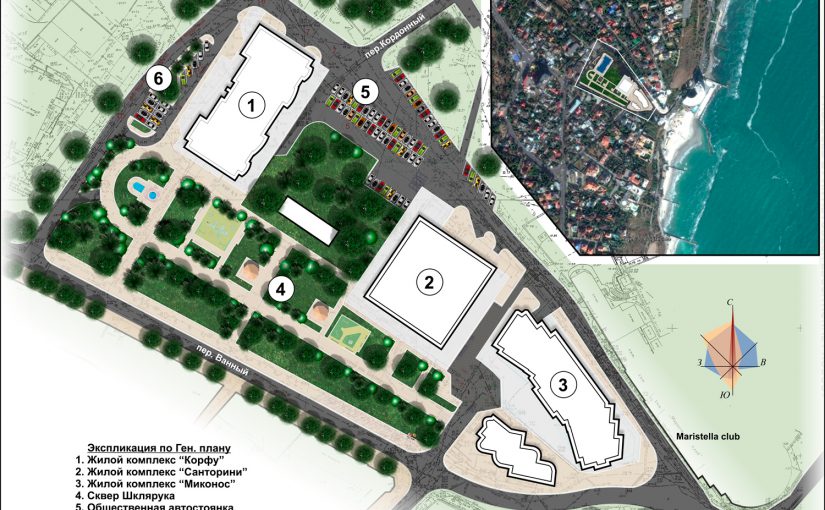 пер.Кордонный
6
1
5
4
2
3
пер. Ванный
С
З
В
Ю
Maristella club
Экспликация по Ген. плану
1. Жилой комплекс "Корфу"
2. Жилой комплекс "Санторини"
3. Жилой комплекс "Миконос"
4. Сквер Шклярука
5. Общественная автостоянка